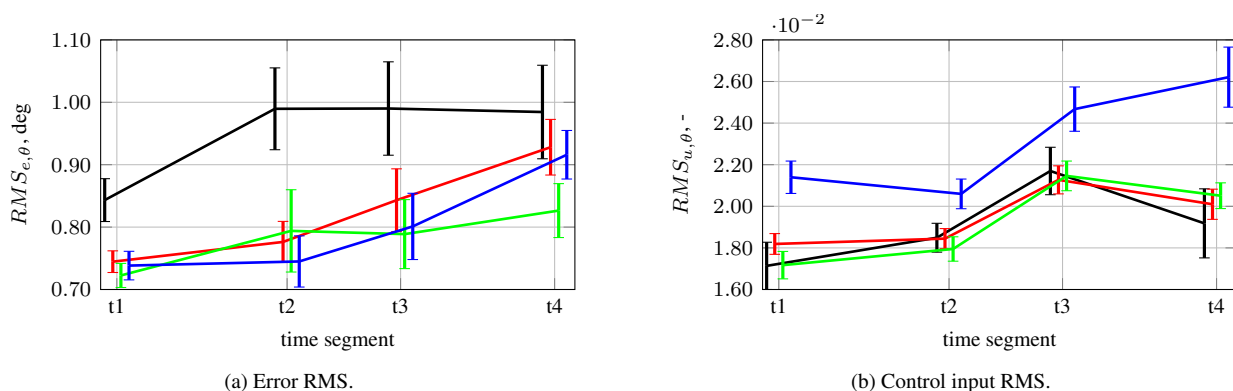 1.10
1.00
0.90
0.80
0.70
RMS_{e,θ}, deg
t1 t2 t3 t4
time segment
(a) Error RMS.
·10^{−2}
2.80
2.60
2.40
2.20
2.00
1.80
1.60
RMS_{u,θ}, -
t1 t2 t3 t4
time segment
(b) Control input RMS.